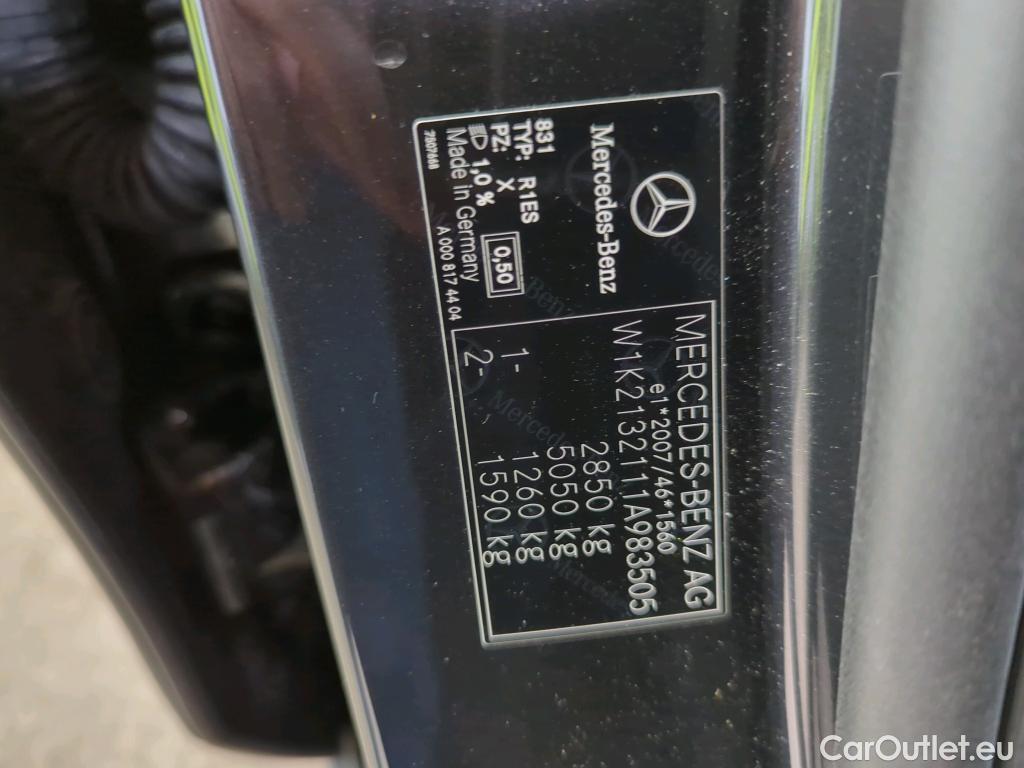 Mercedes-Benz
831
TYP: R1ES
PZ: X 0,50
1,0 %
Made in Germany
7807668 A 000 817 44 04
MERCEDES-BENZ AG
e1*2007/46*1560
W1K2132111A983505
2850 kg
5050 kg
1- 1260 kg
2- 1590 kg
CarOutlet.eu